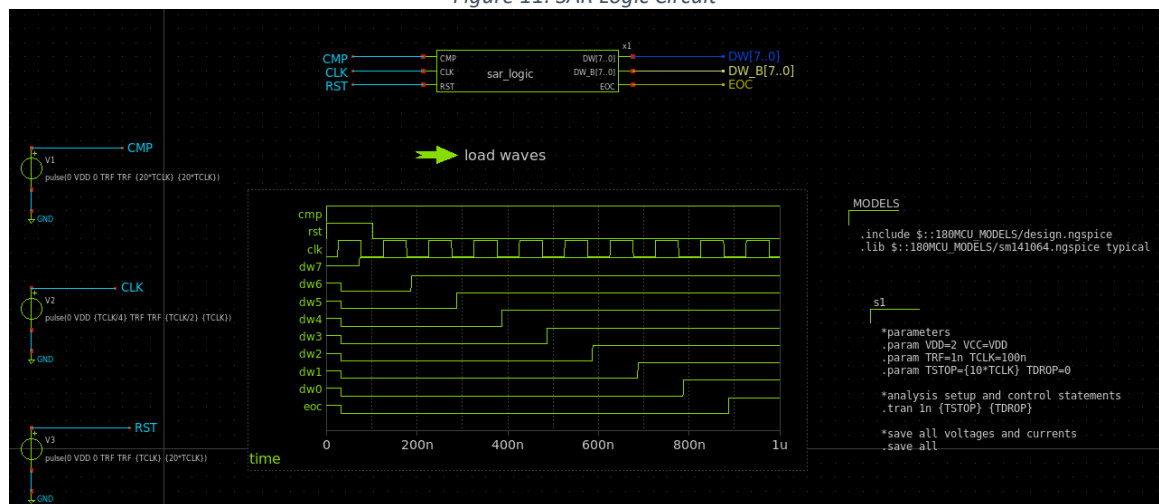 Figure 11: SAR Logic Circuit
x1
CMP CMP DW[7..0] DW[7..0]
CLK CLK sar_logic DW_B[7..0] DW_B[7..0]
RST RST EOC EOC
CMP
V1
pulse(0 VDD 0 TRF TRF {20*TCLK} {20*TCLK})
GND
CLK
V2
pulse(0 VDD {TCLK/4} TRF TRF {TCLK/2} {TCLK})
GND
RST
V3
pulse(0 VDD 0 TRF TRF {TCLK} {20*TCLK})
GND
load waves
cmp
rst
clk
dw7
dw6
dw5
dw4
dw3
dw2
dw1
dw0
eoc
0 200n 400n 600n 800n 1u
time
MODELS
.include $::180MCU_MODELS/design.ngspice
.lib $::180MCU_MODELS/sm141064.ngspice typical
s1
*parameters
.param VDD=2 VCC=VDD
.param TRF=1n TCLK=100n
.param TSTOP={10*TCLK} TDROP=0
*analysis setup and control statements
.tran 1n {TSTOP} {TDROP}
*save all voltages and currents
.save all